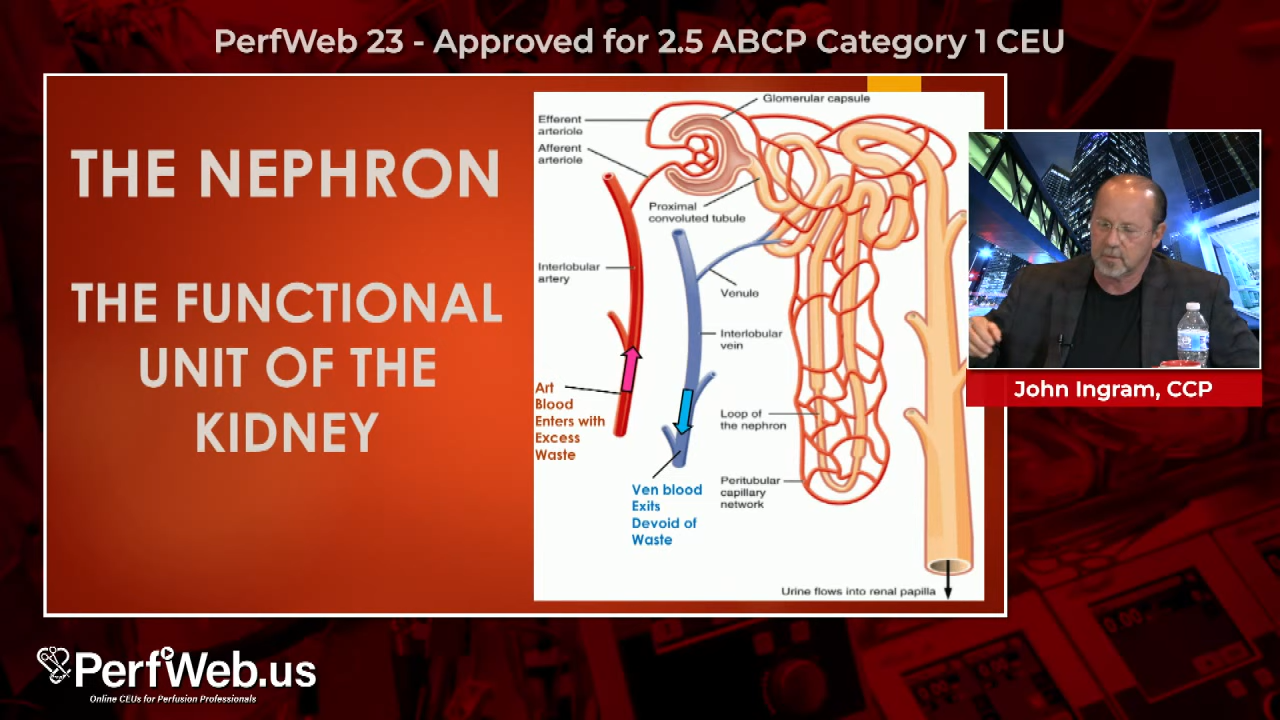 PerfWeb 23 - Approved for 2.5 ABCP Category 1 CEU
THE NEPHRON
THE FUNCTIONAL
UNIT OF THE
KIDNEY
Glomerular capsule
Efferent
arteriole
Afferent
arteriole
Proximal
convoluted tubule
Interlobular
artery
Venule
Interlobular
vein
Art
Blood
Enters with
Excess
Waste
Loop of
the nephron
Peritubular
capillary
network
Ven blood
Exits
Devoid of
Waste
Urine flows into renal papilla
John Ingram, CCP
PerfWeb.us
Online CEUs for Perfusion Professionals